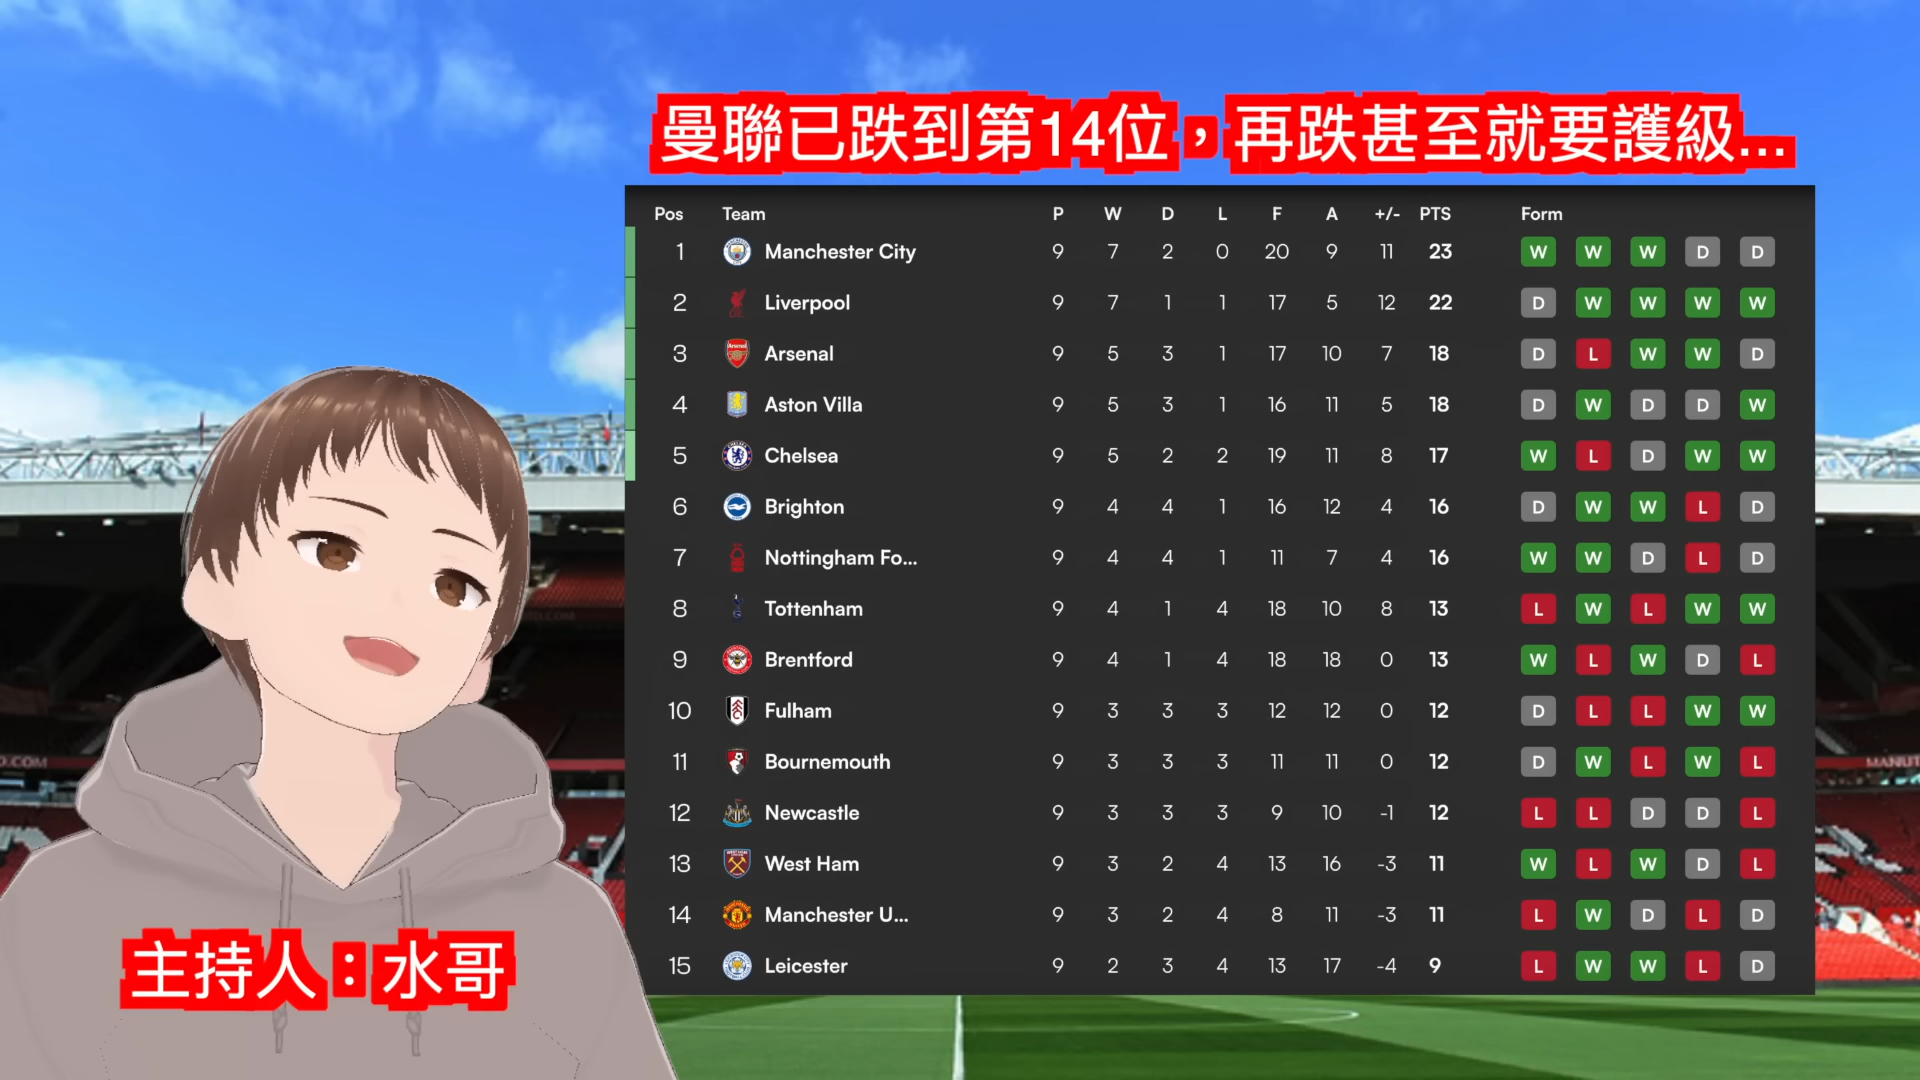 曼聯已跌到第14位，再跌甚至就要護級...
Pos Team P W D L F A +/- PTS Form
1 Manchester City 9 7 2 0 20 9 11 23 W W W D D
2 Liverpool 9 7 1 1 17 5 12 22 D W W W W
3 Arsenal 9 5 3 1 17 10 7 18 D L W W D
4 Aston Villa 9 5 3 1 16 11 5 18 D W D D W
5 Chelsea 9 5 2 2 19 11 8 17 W L D W W
6 Brighton 9 4 4 1 16 12 4 16 D W W L D
7 Nottingham Fo... 9 4 4 1 11 7 4 16 W W D L D
8 Tottenham 9 4 1 4 18 10 8 13 L W L W W
9 Brentford 9 4 1 4 18 18 0 13 W L W D L
10 Fulham 9 3 3 3 12 12 0 12 D L L W W
11 Bournemouth 9 3 3 3 11 11 0 12 D W L W L
12 Newcastle 9 3 3 3 9 10 -1 12 L L D D L
13 West Ham 9 3 2 4 13 16 -3 11 W L W D L
14 Manchester U... 9 3 2 4 8 11 -3 11 L W D L D
15 Leicester 9 2 3 4 13 17 -4 9 L W W L D
主持人：水哥